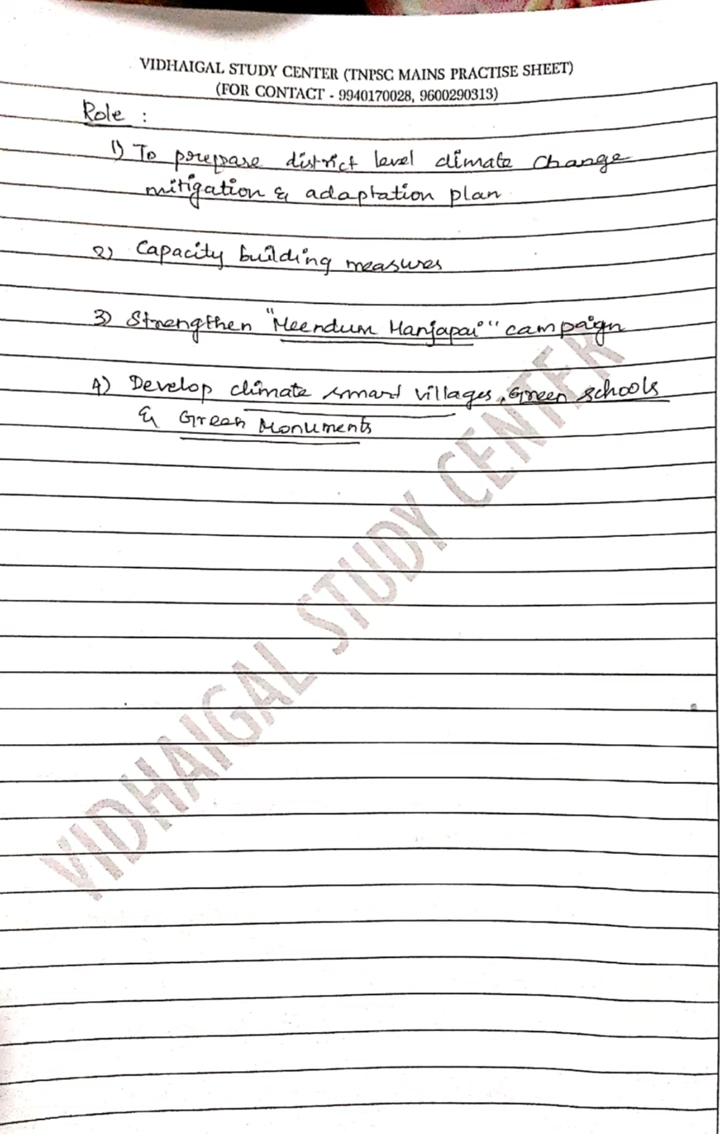 VIDHAIGAL STUDY CENTER (TNPSC MAINS PRACTISE SHEET)
(FOR CONTACT - 9940170028, 9600290313)
Role :
1) To prepare district level climate change
mitigation & adaptation plan
2) Capacity building measures
3) Strengthen "Meendum Manjapai" campaign
4) Develop climate smart villages, Green schools
& Green Monuments
VIDHAIGAL STUDY CENTER